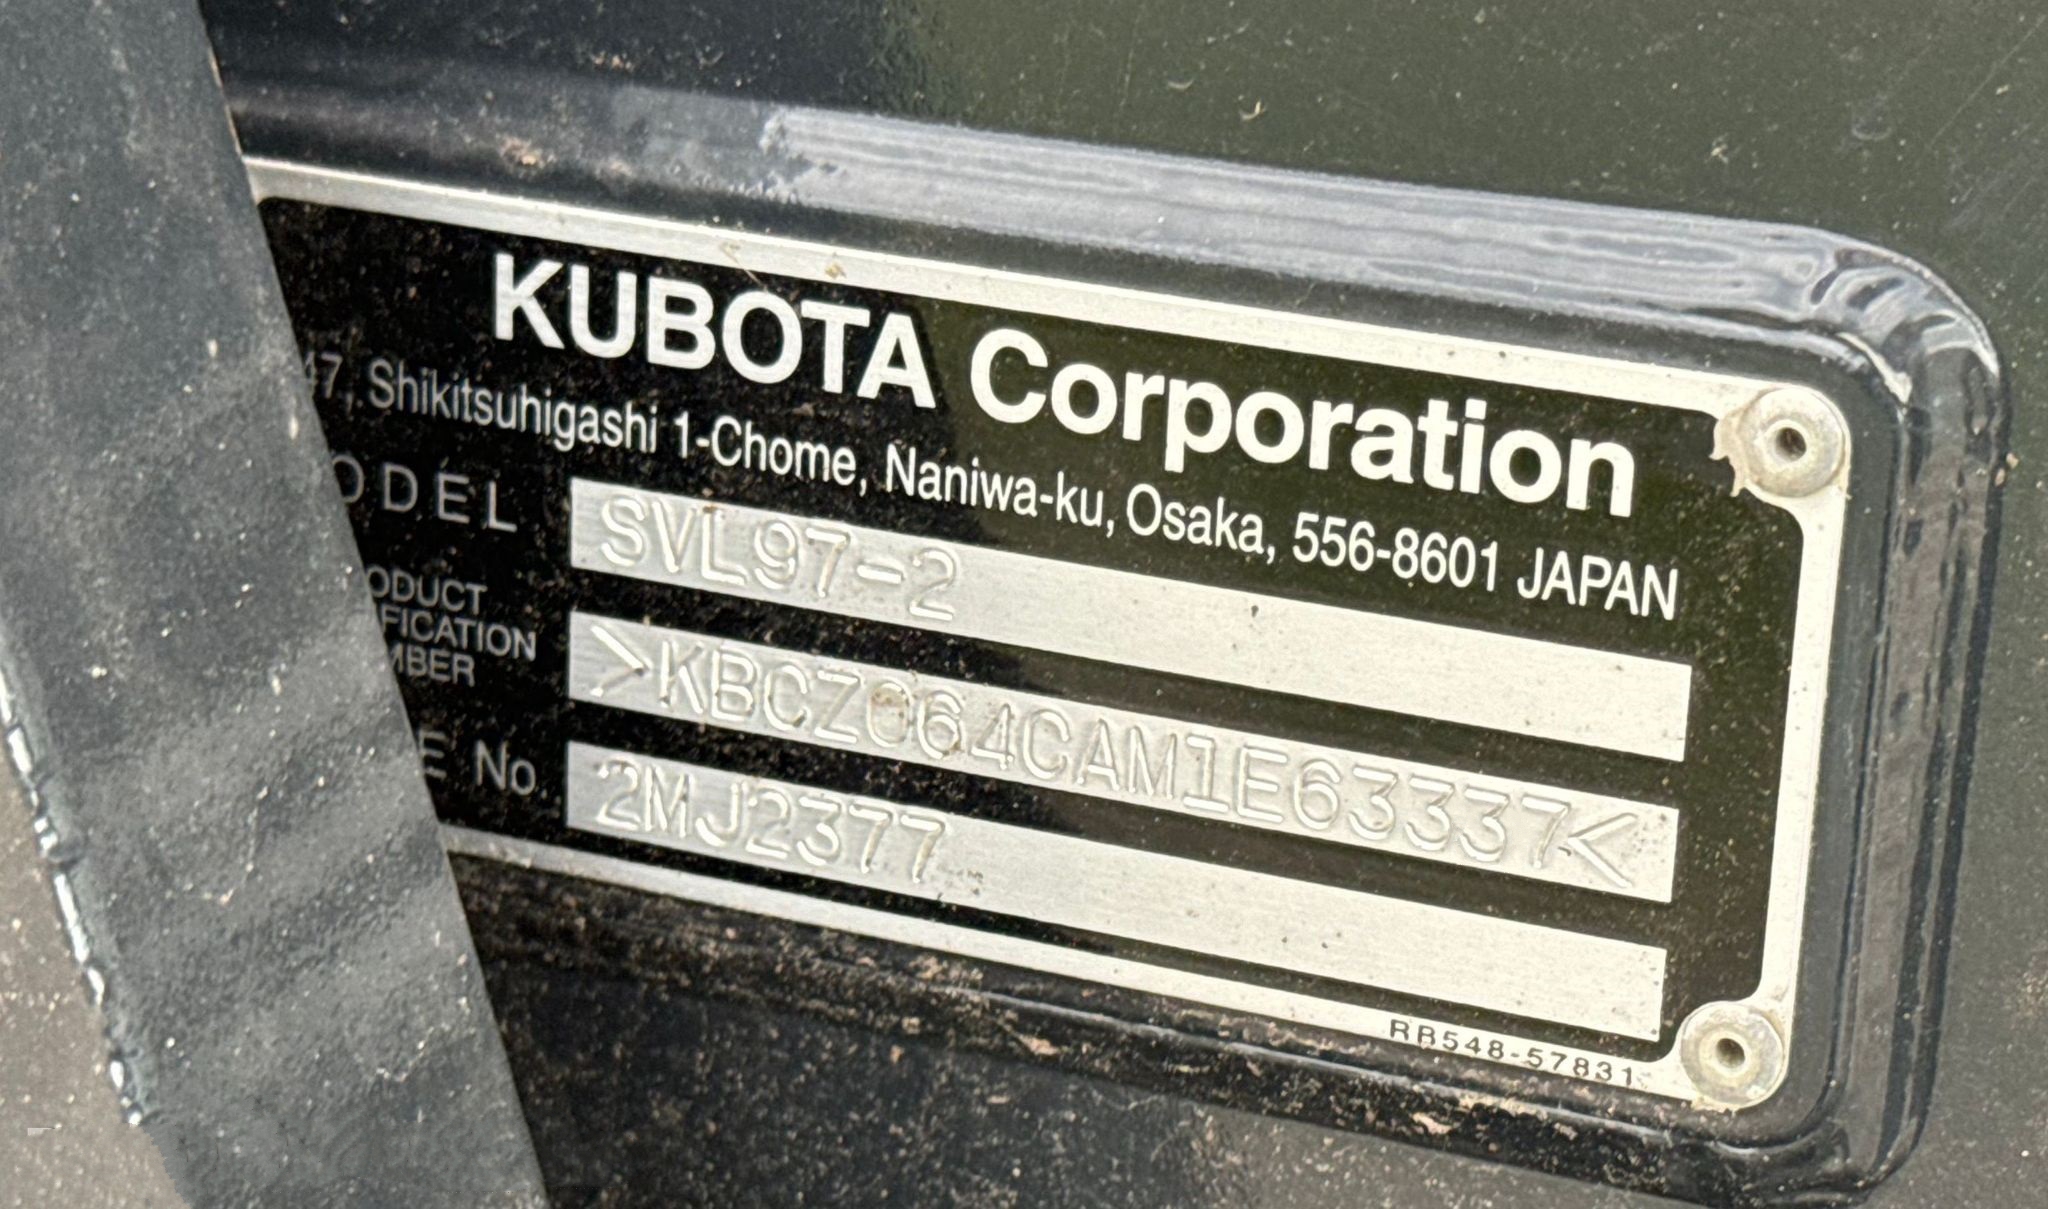 KUBOTA Corporation
47, Shikitsuhigashi 1-Chome, Naniwa-ku, Osaka, 556-8601 JAPAN
ODEL SVL97-2
ODUCT
IFICATION
MBER
>KBCZ064CAM1E63337<
E No. 2MJ2377
RB548-57831